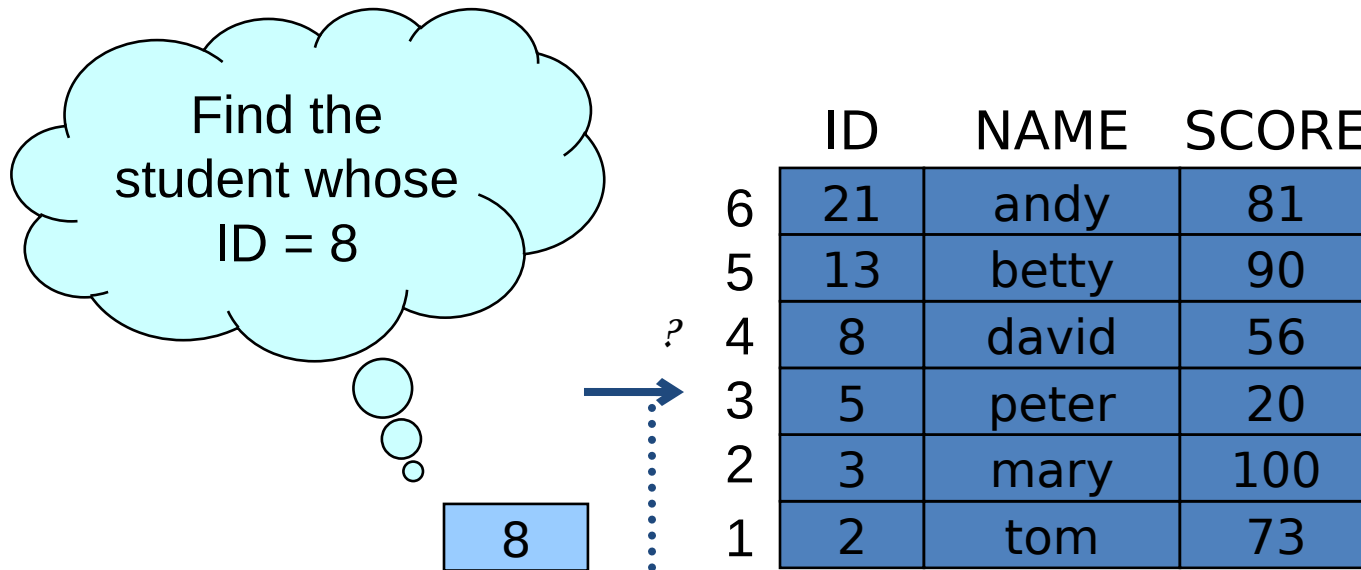 Find the
student whose
ID = 8
ID NAME SCORE
6 21 andy 81
5 13 betty 90
? 4 8 david 56
3 5 peter 20
2 3 mary 100
8
1 2 tom 73